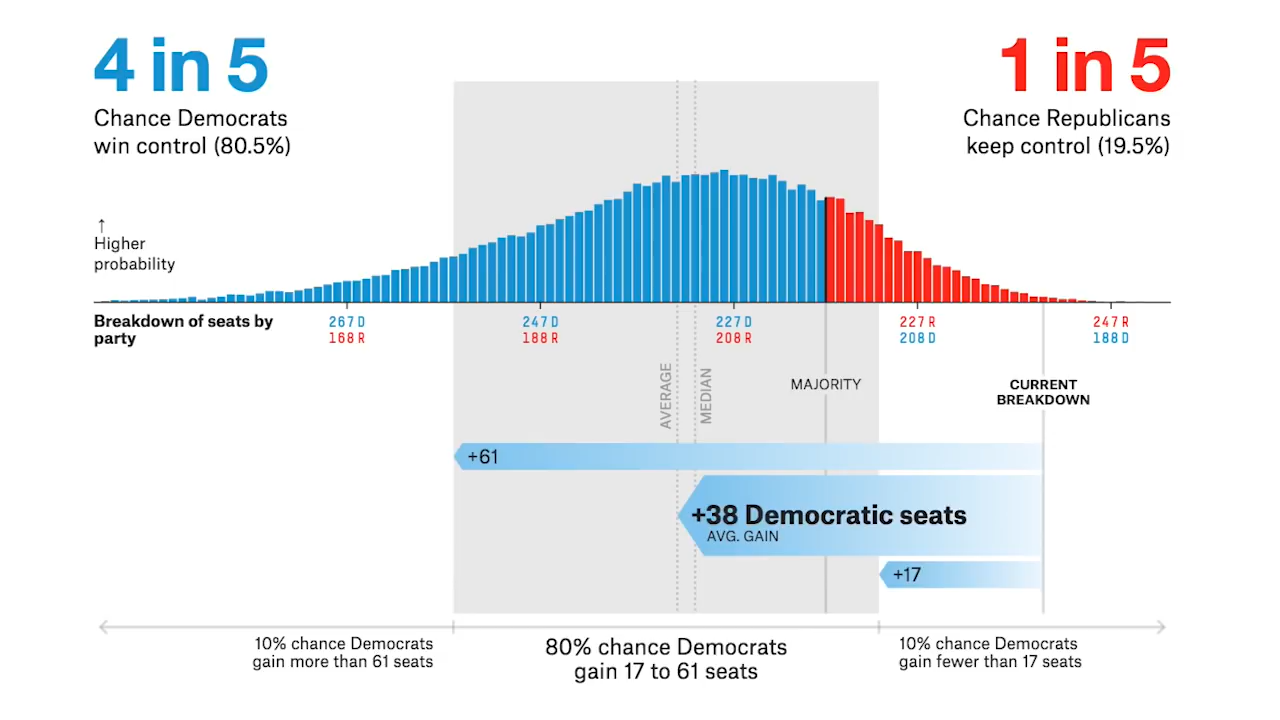 4 in 5
Chance Democrats
win control (80.5%)
1 in 5
Chance Republicans
keep control (19.5%)
↑
Higher
probability
Breakdown of seats by
party
267 D
168 R
247 D
188 R
227 D
208 R
227 R
208 D
247 R
188 D
AVERAGE
MEDIAN
MAJORITY
CURRENT
BREAKDOWN
+61
+38 Democratic seats
AVG. GAIN
+17
10% chance Democrats
gain more than 61 seats
80% chance Democrats
gain 17 to 61 seats
10% chance Democrats
gain fewer than 17 seats